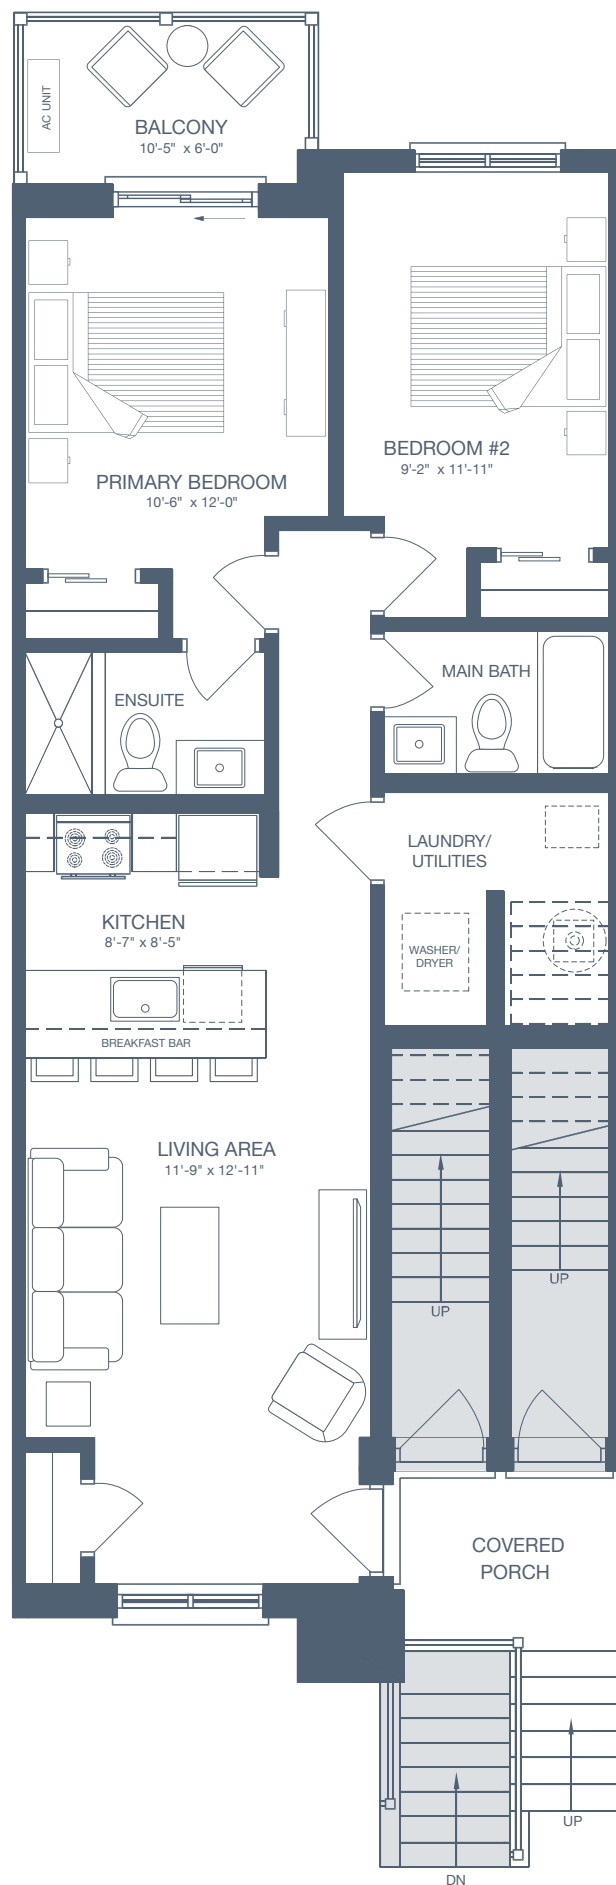 AC UNIT
BALCONY
10'-5" x 6'-0"
BEDROOM #2
9'-2" x 11'-11"
PRIMARY BEDROOM
10'-6" x 12'-0"
MAIN BATH
ENSUITE
LAUNDRY/
UTILITIES
KITCHEN
8'-7" x 8'-5"
WASHER/
DRYER
BREAKFAST BAR
LIVING AREA
11'-9" x 12'-11"
UP
UP
COVERED
PORCH
UP
DN